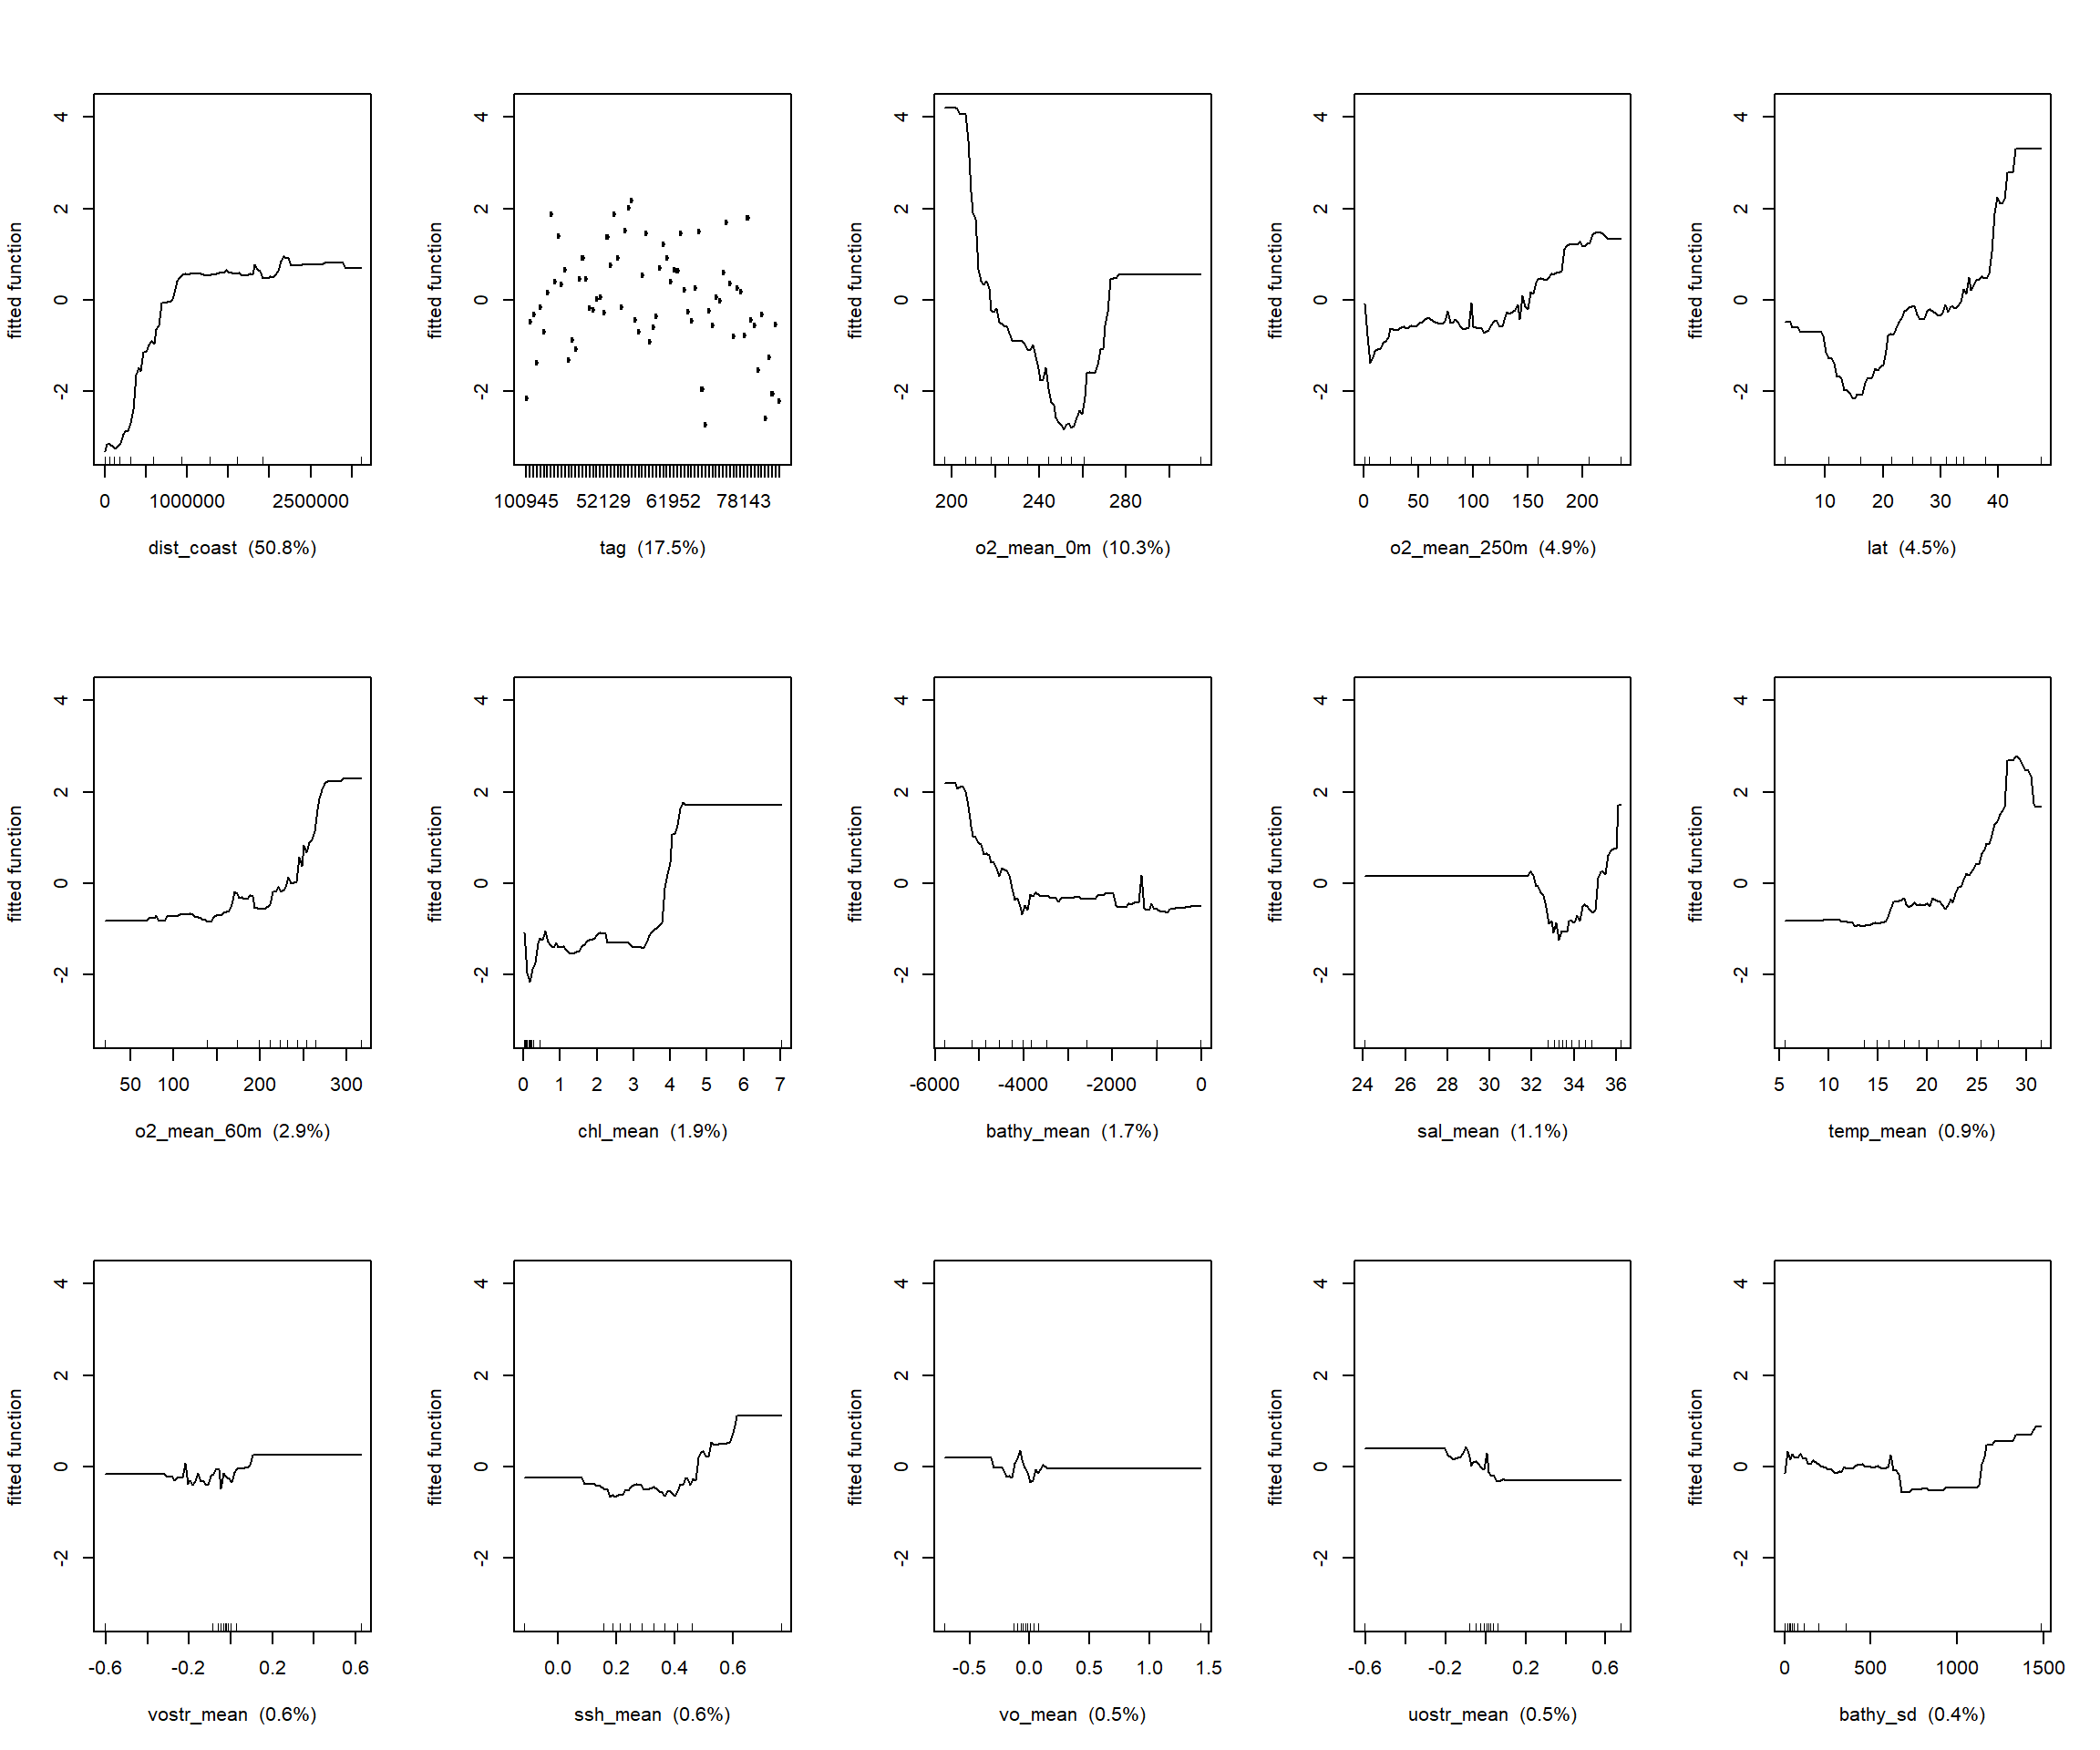 4 4 4 4 4
2 2 2 2 2
fitted function fitted function fitted function fitted function fitted function
0 0 0 0 0
-2 -2 -2 -2 -2
0 1000000 2500000 100945 52129 61952 78143 200 240 280 0 50 100 150 200 10 20 30 40
dist_coast (50.8%) tag (17.5%) o2_mean_0m (10.3%) o2_mean_250m (4.9%) lat (4.5%)
4 4 4 4 4
2 2 2 2 2
fitted function fitted function fitted function fitted function fitted function
0 0 0 0 0
-2 -2 -2 -2 -2
50 100 200 300 0 1 2 3 4 5 6 7 -6000 -4000 -2000 0 24 26 28 30 32 34 36 5 10 15 20 25 30
o2_mean_60m (2.9%) chl_mean (1.9%) bathy_mean (1.7%) sal_mean (1.1%) temp_mean (0.9%)
4 4 4 4 4
2 2 2 2 2
fitted function fitted function fitted function fitted function fitted function
0 0 0 0 0
-2 -2 -2 -2 -2
-0.6 -0.2 0.2 0.6 0.0 0.2 0.4 0.6 -0.5 0.0 0.5 1.0 1.5 -0.6 -0.2 0.2 0.6 0 500 1000 1500
vostr_mean (0.6%) ssh_mean (0.6%) vo_mean (0.5%) uostr_mean (0.5%) bathy_sd (0.4%)